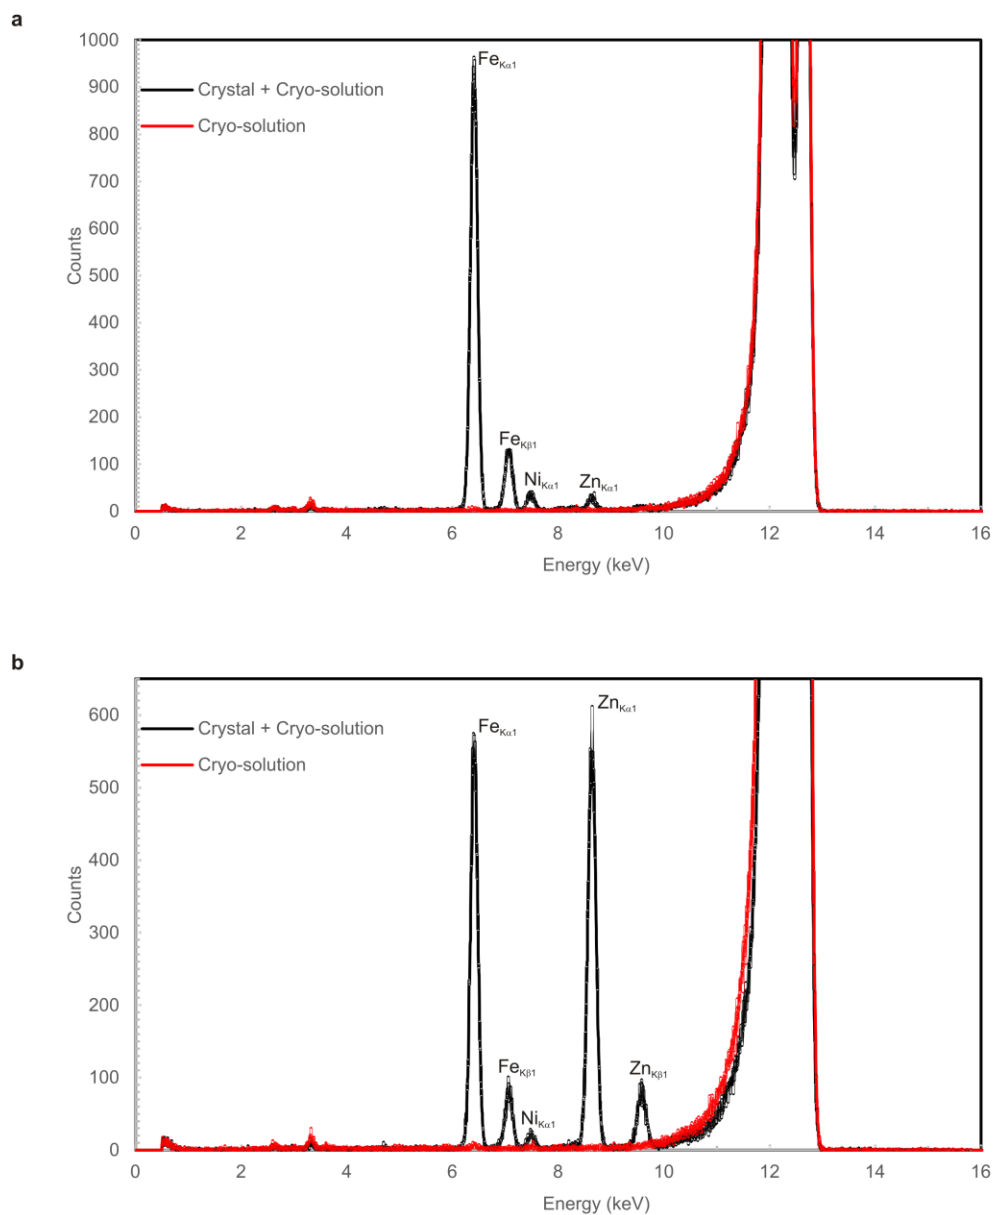 a
1000
900
800
700
600
500
400
300
200
100
0
Counts
Crystal + Cryo-solution
Cryo-solution
FeKα1
FeKβ1
NiKα1
ZnKα1
0 2 4 6 8 10 12 14 16
Energy (keV)
b
600
500
400
300
200
100
0
Counts
Crystal + Cryo-solution
Cryo-solution
FeKα1
ZnKα1
FeKβ1
NiKα1
ZnKβ1
0 2 4 6 8 10 12 14 16
Energy (keV)